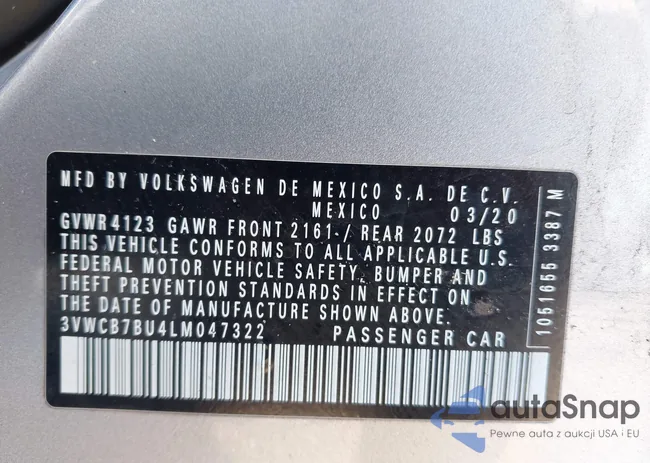 MFD BY VOLKSWAGEN DE MEXICO S.A. DE C.V.
MEXICO 03/20
GVWR 4123 GAWR FRONT 2161 / REAR 2072 LBS
THIS VEHICLE CONFORMS TO ALL APPLICABLE U.S.
FEDERAL MOTOR VEHICLE SAFETY, BUMPER AND
THEFT PREVENTION STANDARDS IN EFFECT ON
THE DATE OF MANUFACTURE SHOWN ABOVE.
3VWCB7BU4LM047322 PASSENGER CAR
1051655 3387 M
autaSnap
Pewne auta z aukcji USA i EU